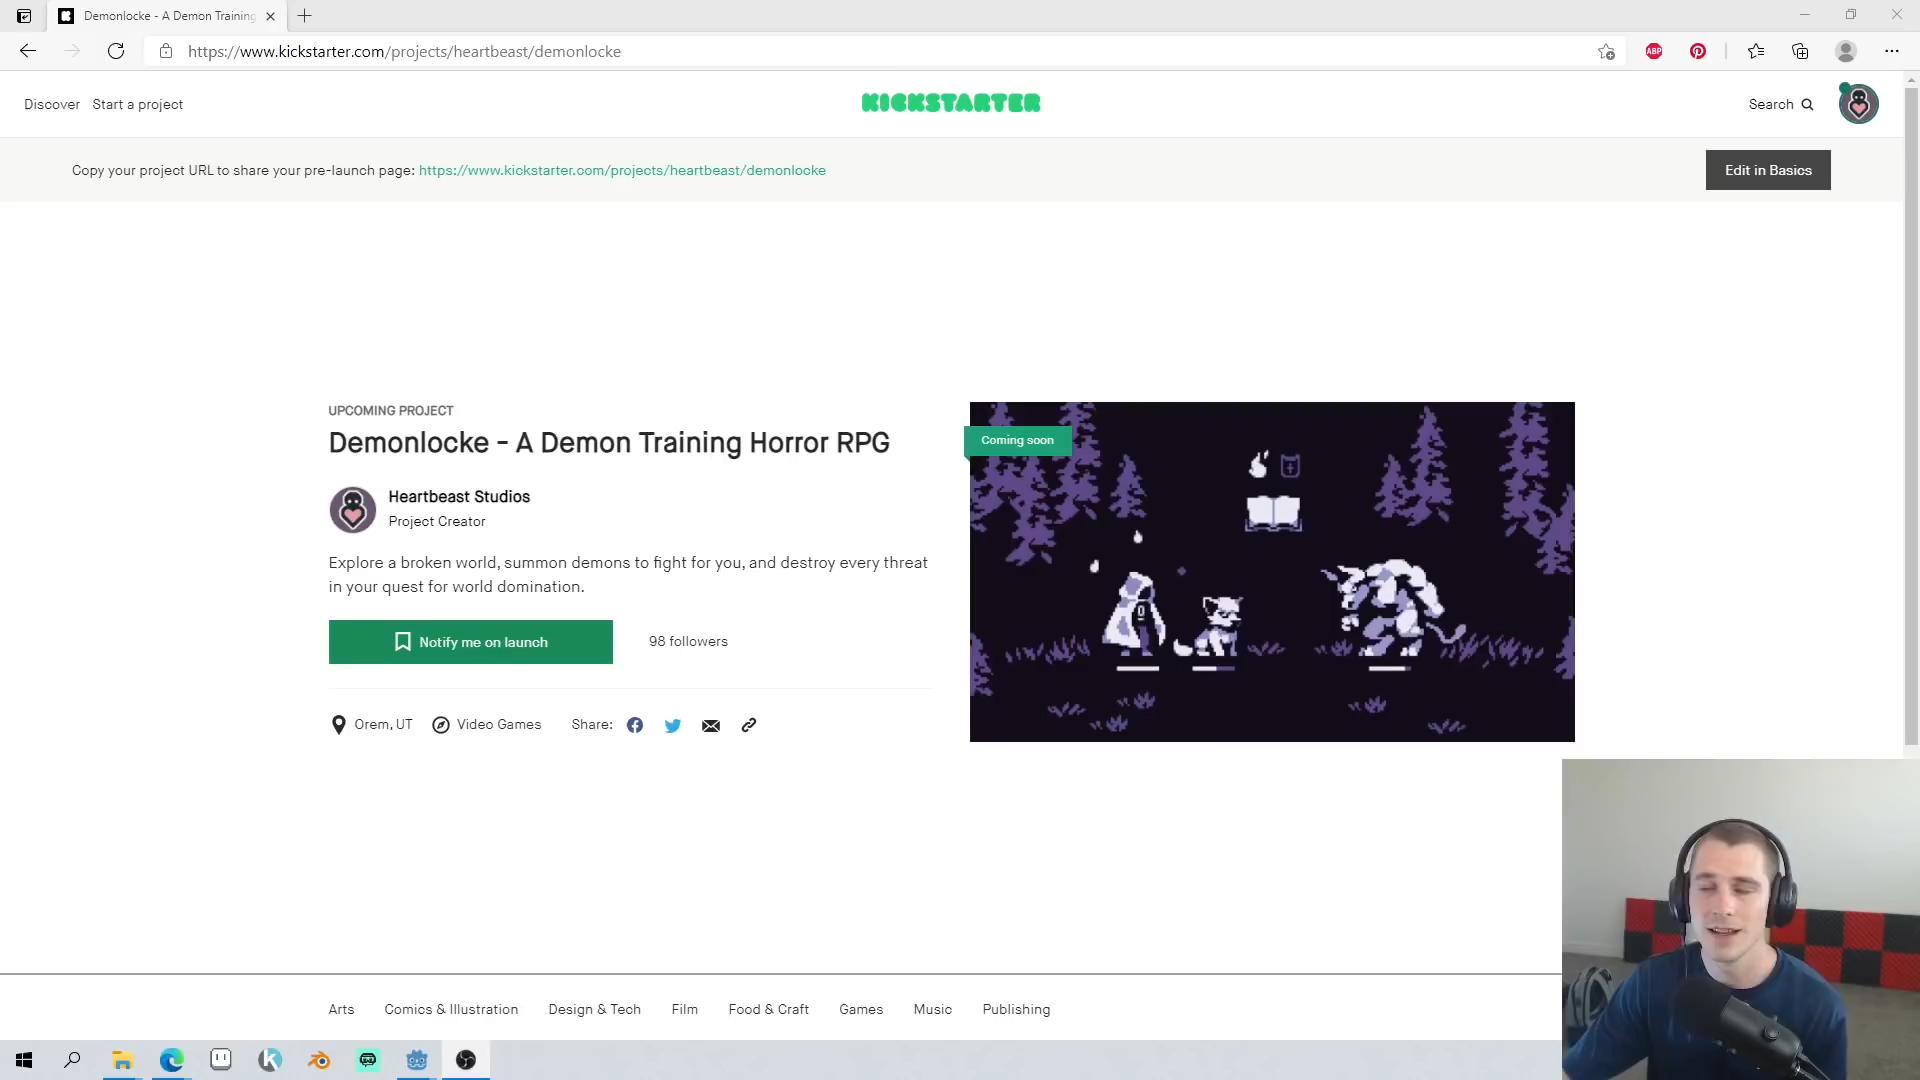 Demonlocke - A Demon Training
https://www.kickstarter.com/projects/heartbeast/demonlocke
ABP
Discover
Start a project
KICKSTARTER
Search
Copy your project URL to share your pre-launch page: https://www.kickstarter.com/projects/heartbeast/demonlocke
Edit in Basics
UPCOMING PROJECT
Demonlocke - A Demon Training Horror RPG
Coming soon
Heartbeast Studios
Project Creator
Explore a broken world, summon demons to fight for you, and destroy every threat
in your quest for world domination.
Notify me on launch
98 followers
Orem, UT
Video Games
Share:
Arts
Comics & Illustration
Design & Tech
Film
Food & Craft
Games
Music
Publishing